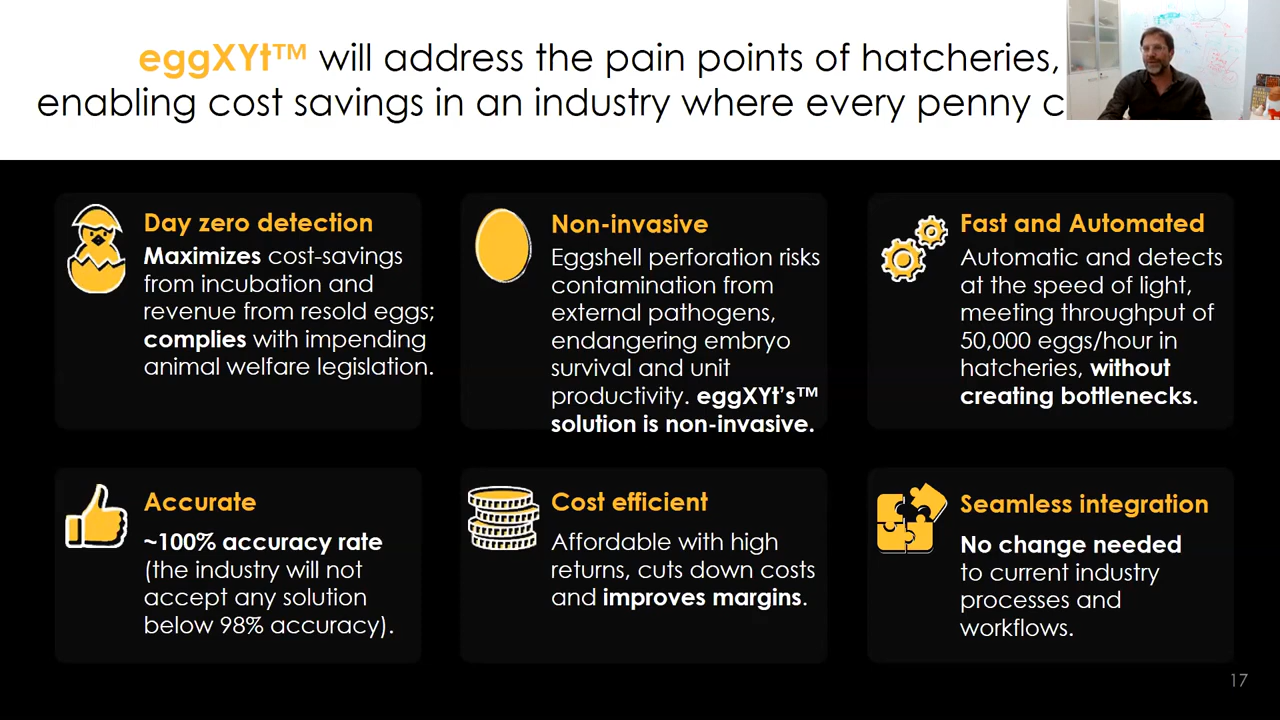 eggXYt™ will address the pain points of hatcheries,
enabling cost savings in an industry where every penny c
Day zero detection
Maximizes cost-savings
from incubation and
revenue from resold eggs;
complies with impending
animal welfare legislation.
Non-invasive
Eggshell perforation risks
contamination from
external pathogens,
endangering embryo
survival and unit
productivity. eggXYt's™
solution is non-invasive.
Fast and Automated
Automatic and detects
at the speed of light,
meeting throughput of
50,000 eggs/hour in
hatcheries, without
creating bottlenecks.
Accurate
~100% accuracy rate
(the industry will not
accept any solution
below 98% accuracy).
Cost efficient
Affordable with high
returns, cuts down costs
and improves margins.
Seamless integration
No change needed
to current industry
processes and
workflows.
17